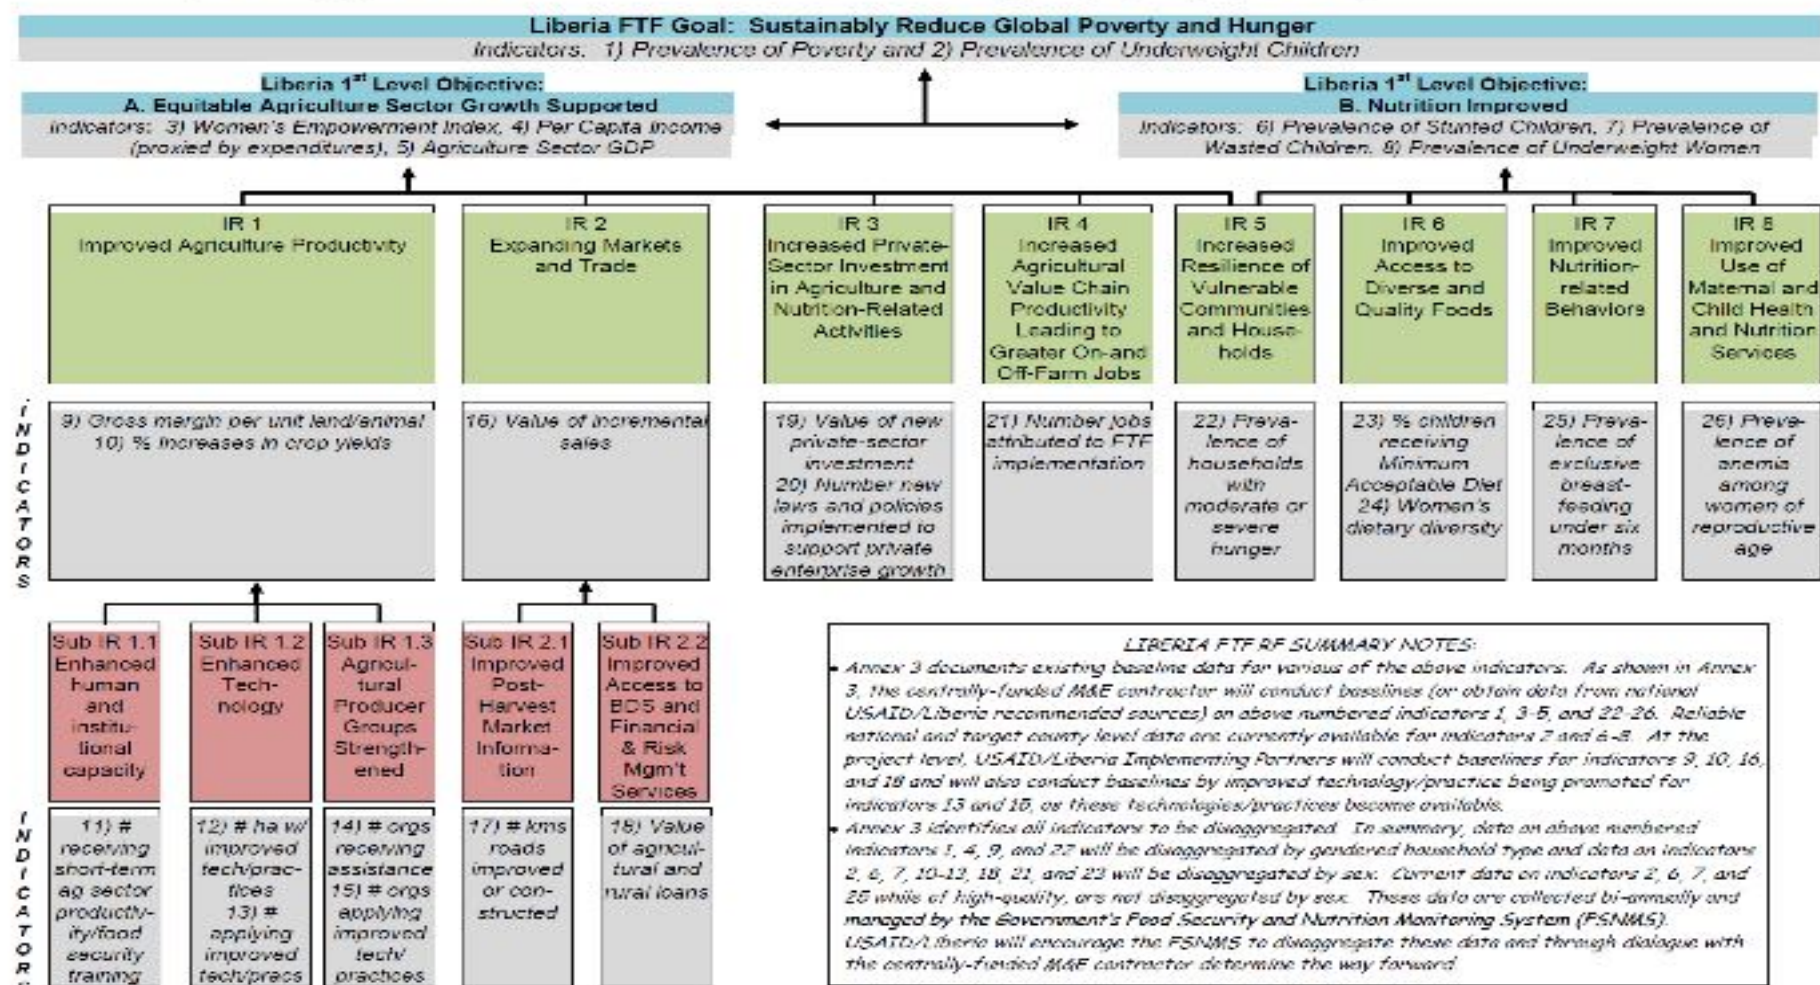 Liberia FTF Goal: Sustainably Reduce Global Poverty and Hunger
Indicators: 1) Prevalence of Poverty and 2) Prevalence of Underweight Children
Liberia 1st Level Objective:
A. Equitable Agriculture Sector Growth Supported
Indicators: 3) Women's Empowerment Index, 4) Per Capita Income
(proxied by expenditures), 5) Agriculture Sector GDP
Liberia 1st Level Objective:
B. Nutrition Improved
Indicators: 6) Prevalence of Stunted Children, 7) Prevalence of
Wasted Children, 8) Prevalence of Underweight Women
IR 1
Improved Agriculture Productivity
IR 2
Expanding Markets
and Trade
IR 3
Increased Private-
Sector Investment
in Agriculture and
Nutrition-Related
Activities
IR 4
Increased
Agricultural
Value Chain
Productivity
Leading to
Greater On-and
Off-Farm Jobs
IR 5
Increased
Resilience of
Vulnerable
Communities
and House-
holds
IR 6
Improved
Access to
Diverse and
Quality Foods
IR 7
Improved
Nutrition-
related
Behaviors
IR 8
Improved
Use of
Maternal and
Child Health
and Nutrition
Services
INDICATORS
9) Gross margin per unit land/animal
10) % Increases in crop yields
16) Value of incremental
sales
19) Value of new
private-sector
investment
20) Number new
laws and policies
implemented to
support private
enterprise growth
21) Number jobs
attributed to FTF
implementation
22) Preva-
lence of
households
with
moderate or
severe
hunger
23) % children
receiving
Minimum
Acceptable Diet
24) Women's
dietary diversity
25) Preva-
lence of
exclusive
breast-
feeding
under six
months
26) Preva-
lence of
anemia
among
women of
reproductive
age
Sub IR 1.1
Enhanced
human
and
institu-
tional
capacity
Sub IR 1.2
Enhanced
Tech-
nology
Sub IR 1.3
Agricul-
tural
Producer
Groups
Strength-
ened
Sub IR 2.1
Improved
Post-
Harvest
Market
Informa-
tion
Sub IR 2.2
Improved
Access to
BDS and
Financial
& Risk
Mgm't
Services
INDICATOR
11) #
receiving
short-term
ag sector
productiv-
ity/food
security
training
12) # ha w/
improved
tech/prac-
tices
13) #
applying
improved
tech/pracs
14) # orgs
receiving
assistance
15) # orgs
applying
improved
tech/
practices
17) # kms
roads
improved
or con-
structed
18) Value
of agricul-
tural and
rural loans
LIBERIA FTF RF SUMMARY NOTES:
• Annex 3 documents existing baseline data for various of the above indicators. As shown in Annex
3, the centrally-funded M&E contractor will conduct baselines (or obtain data from national
USAID/Liberia recommended sources) on above numbered indicators 1, 3-5, and 22-26. Reliable
national and target county level data are currently available for indicators 2 and 6-8. At the
project level, USAID/Liberia Implementing Partners will conduct baselines for indicators 9, 10, 16,
and 18 and will also conduct baselines by improved technology/practice being promoted for
indicators 13 and 15, as these technologies/practices become available.
• Annex 3 identifies all indicators to be disaggregated. In summary, data on above numbered
indicators 1, 4, 9, and 22 will be disaggregated by gendered household type and data on indicators
2, 6, 7, 10-13, 18, 21, and 23 will be disaggregated by sex. Current data on indicators 2, 6, 7, and
25 while of high-quality, are not disaggregated by sex. These data are collected bi-annually and
managed by the Government's Food Security and Nutrition Monitoring System (FSNMS).
USAID/Liberia will encourage the FSNMS to disaggregate these data and through dialogue with
the centrally-funded M&E contractor determine the way forward.